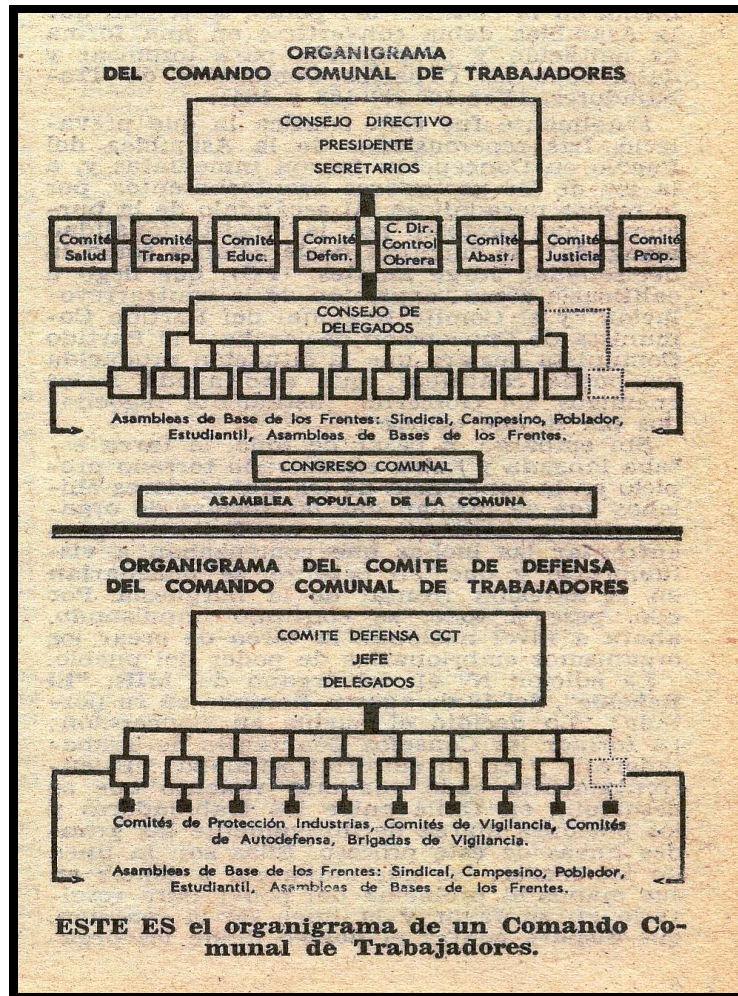 ORGANIGRAMA
DEL COMANDO COMUNAL DE TRABAJADORES
CONSEJO DIRECTIVO
PRESIDENTE
SECRETARIOS
Comité Salud
Comité Transp.
Comité Educ.
Comité Defen.
C. Dir. Control Obrera
Comité Abast.
Comité Justicia
Comité Prop.
CONSEJO DE
DELEGADOS
Asambleas de Base de los Frentes: Sindical, Campesino, Poblador,
Estudiantil, Asambleas de Bases de los Frentes.
CONGRESO COMUNAL
ASAMBLEA POPULAR DE LA COMUNA
ORGANIGRAMA DEL COMITE DE DEFENSA
DEL COMANDO COMUNAL DE TRABAJADORES
COMITE DEFENSA CCT
JEFE
DELEGADOS
Comités de Protección Industrias, Comités de Vigilancia, Comités
de Autodefensa, Brigadas de Vigilancia.
Asambleas de Base de los Frentes: Sindical, Campesino, Poblador,
Estudiantil, Asambleas de Bases de los Frentes.
ESTE ES el organigrama de un Comando Co-
munal de Trabajadores.